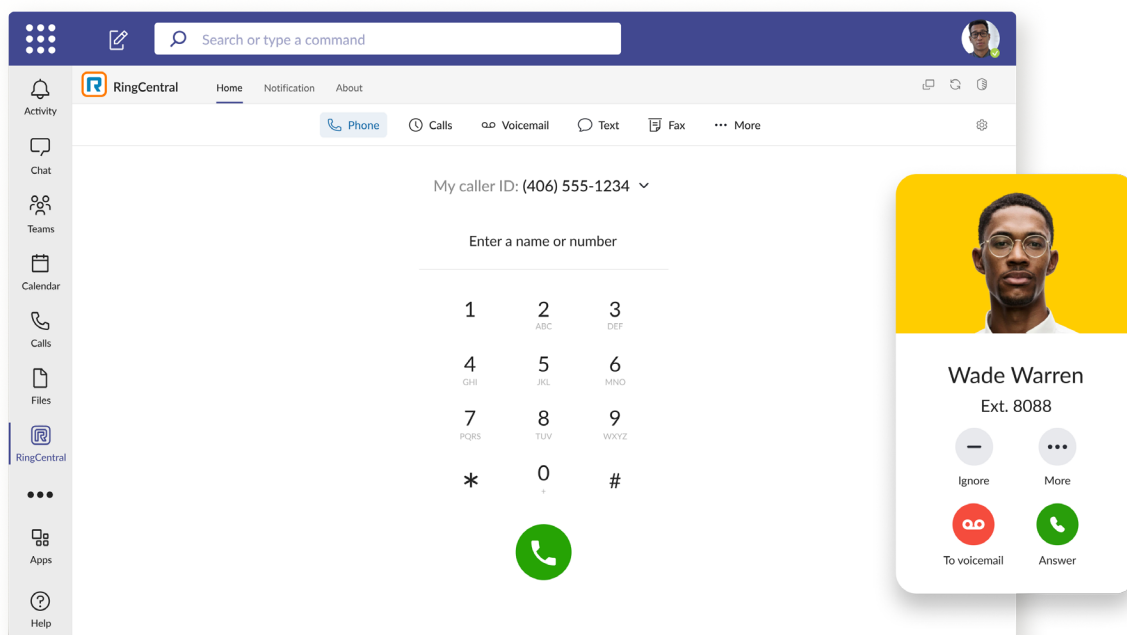 Search or type a command
RingCentral Home Notification About
Activity
Chat
Teams
Calendar
Calls
Files
RingCentral
Apps
Help
Phone Calls Voicemail Text Fax More
My caller ID: (406) 555-1234
Enter a name or number
1 2 3
ABC DEF
4 5 6
GHI JKL MNO
7 8 9
PQRS TUV WXYZ
* 0 #
+
Wade Warren
Ext. 8088
Ignore More
To voicemail Answer